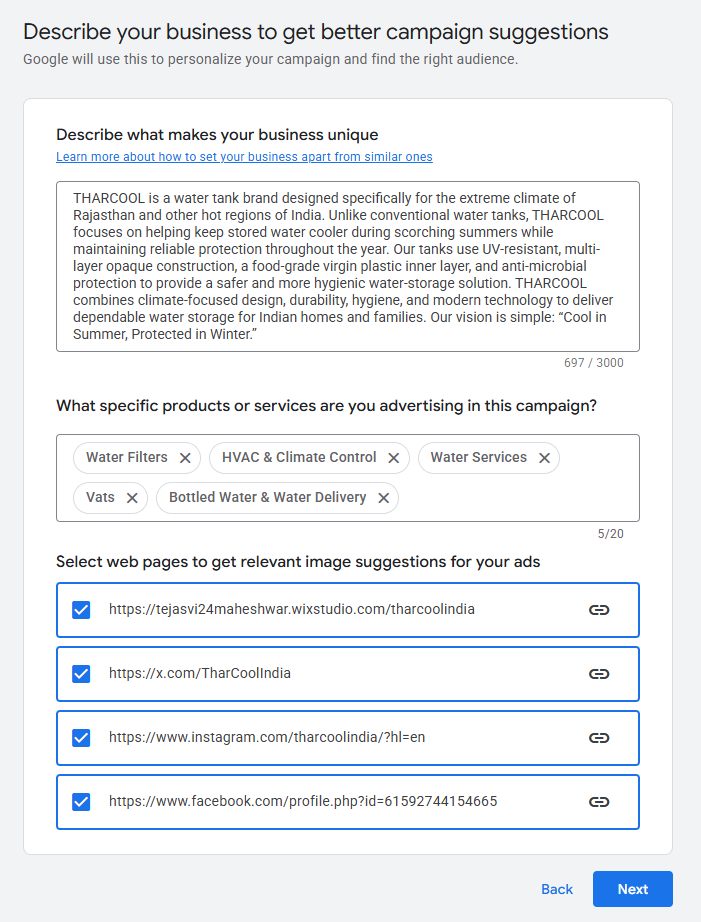 Describe your business to get better campaign suggestions
Google will use this to personalize your campaign and find the right audience.
Describe what makes your business unique
Learn more about how to set your business apart from similar ones
THARCOOL is a water tank brand designed specifically for the extreme climate of
Rajasthan and other hot regions of India. Unlike conventional water tanks, THARCOOL
focuses on helping keep stored water cooler during scorching summers while
maintaining reliable protection throughout the year. Our tanks use UV-resistant, multi-
layer opaque construction, a food-grade virgin plastic inner layer, and anti-microbial
protection to provide a safer and more hygienic water-storage solution. THARCOOL
combines climate-focused design, durability, hygiene, and modern technology to deliver
dependable water storage for Indian homes and families. Our vision is simple: “Cool in
Summer, Protected in Winter.”
697 / 3000
What specific products or services are you advertising in this campaign?
Water Filters HVAC & Climate Control Water Services
Vats Bottled Water & Water Delivery
5/20
Select web pages to get relevant image suggestions for your ads
https://tejasvi24maheshwar.wixstudio.com/tharcoolindia
https://x.com/TharCoolIndia
https://www.instagram.com/tharcoolindia/?hl=en
https://www.facebook.com/profile.php?id=61592744154665
Back Next